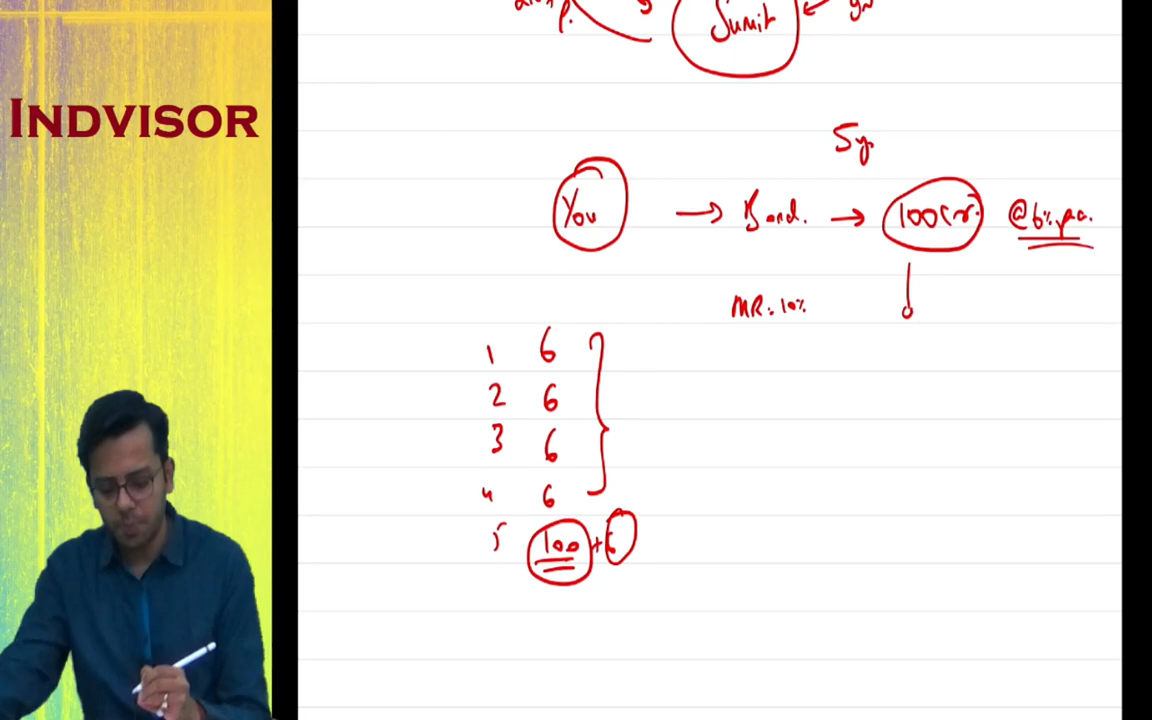 p.
Sumit
INDVISOR
5y.
You → Bond. → 100Cr. @6% p.a.
MR: 10%
1 6
2 6
3 6
4 6
5 100+6